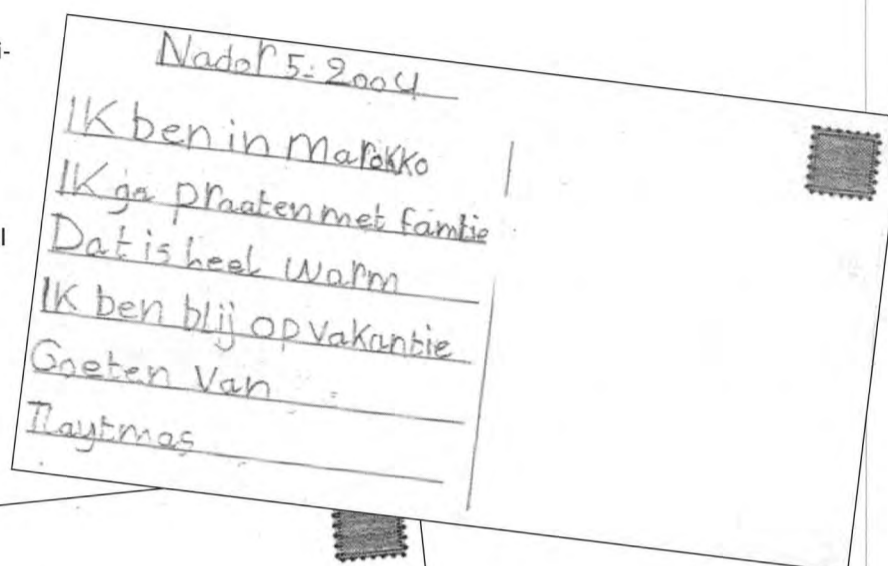 i-
l
Nador 5-2004
IK ben in Marokko
IK ga praaten met famtie
Dat is heel warm
IK ben blij op vakantie
Goeten van